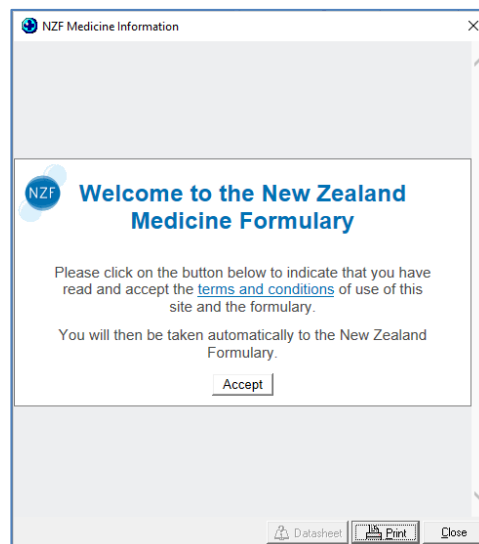 NZF Medicine Information
NZF
Welcome to the New Zealand
Medicine Formulary
Please click on the button below to indicate that you have
read and accept the terms and conditions of use of this
site and the formulary.
You will then be taken automatically to the New Zealand
Formulary.
Accept
Datasheet Print Close